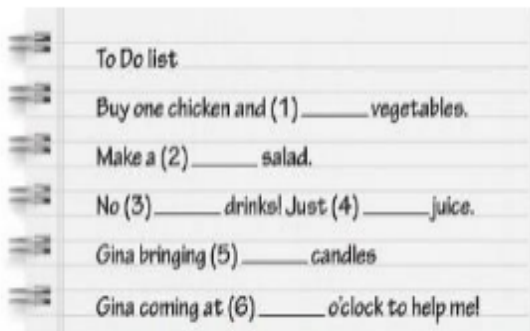 To Do list
Buy one chicken and (1) ______ vegetables.
Make a (2) ______ salad.
No (3) ______ drinks! Just (4) ______ juice.
Gina bringing (5) ______ candles
Gina coming at (6) ______ o'clock to help me!